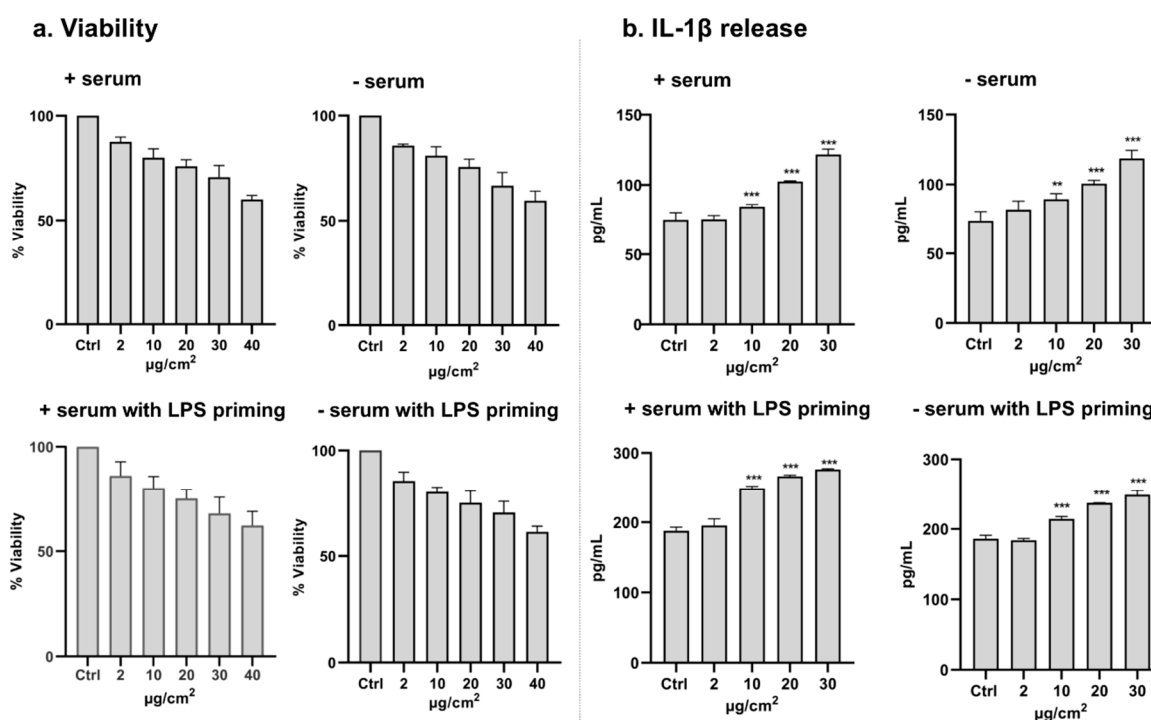 a. Viability
+ serum
100
50
0
% Viability
Ctrl 2 10 20 30 40
µg/cm²
- serum
100
50
0
% Viability
Ctrl 2 10 20 30 40
µg/cm²
+ serum with LPS priming
100
50
0
% Viability
Ctrl 2 10 20 30 40
µg/cm²
- serum with LPS priming
100
50
0
% Viability
Ctrl 2 10 20 30 40
µg/cm²
b. IL-1β release
+ serum
150
100
50
0
pg/mL
*** *** ***
Ctrl 2 10 20 30
µg/cm²
- serum
150
100
50
0
pg/mL
** *** ***
Ctrl 2 10 20 30
µg/cm²
+ serum with LPS priming
300
200
100
0
pg/mL
*** *** ***
Ctrl 2 10 20 30
µg/cm²
- serum with LPS priming
300
200
100
0
pg/mL
*** *** ***
Ctrl 2 10 20 30
µg/cm²